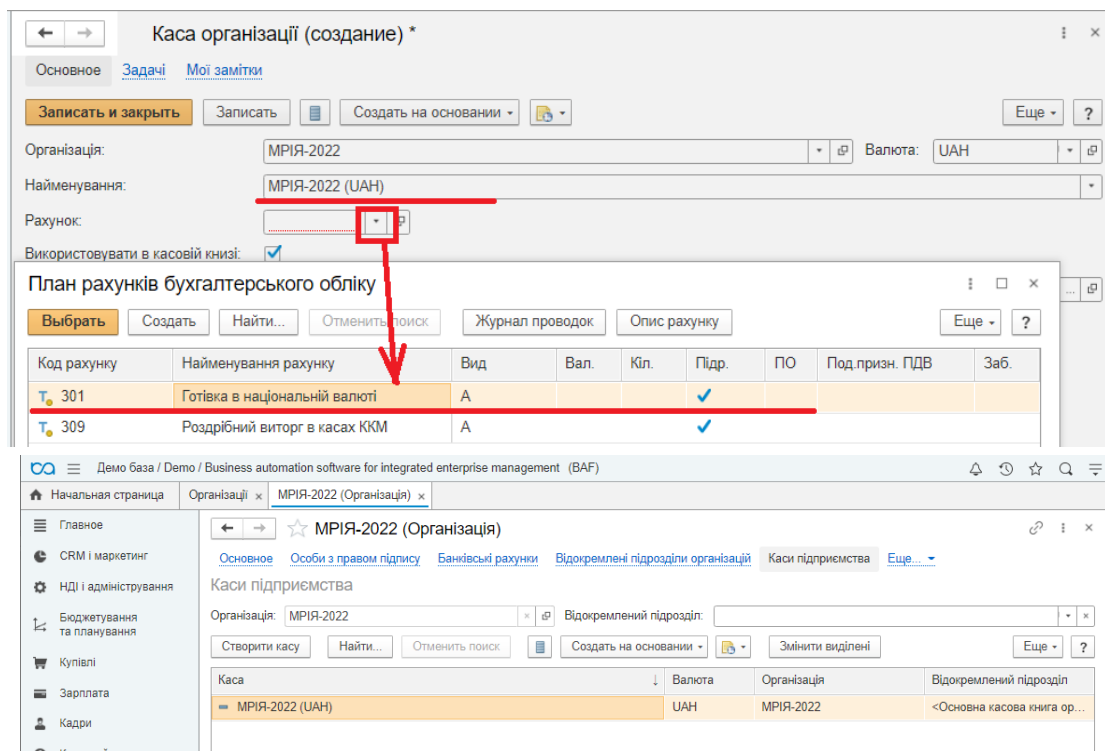 Каса організації (создание) *
Основное Задачі Мої замітки
Записать и закрыть Записать Создать на основании Еще ?
Організація: МРІЯ-2022 Валюта: UAH
Найменування: МРІЯ-2022 (UAH)
Рахунок:
Використовувати в касовій книзі:
План рахунків бухгалтерського обліку
Выбрать Создать Найти... Отменить поиск Журнал проводок Опис рахунку Еще ?
Код рахунку Найменування рахунку Вид Вал. Кіл. Підр. ПО Под.призн. ПДВ Заб.
301 Готівка в національній валюті А
309 Роздрібний виторг в касах ККМ А
Демо база / Demo / Business automation software for integrated enterprise management (BAF)
Начальная страница Організації МРІЯ-2022 (Організація)
Главное
CRM і маркетинг
НДІ і адміністрування
Бюджетування
та планування
Купівлі
Зарплата
Кадри
МРІЯ-2022 (Організація)
Основное Особи з правом підпису Банківські рахунки Відокремлені підрозділи організацій Каси підприємства Еще...
Каси підприємства
Організація: МРІЯ-2022 Відокремлений підрозділ:
Створити касу Найти... Отменить поиск Создать на основании Змінити виділені Еще ?
Каса Валюта Організація Відокремлений підрозділ
МРІЯ-2022 (UAH) UAH МРІЯ-2022 <Основна касова книга ор...